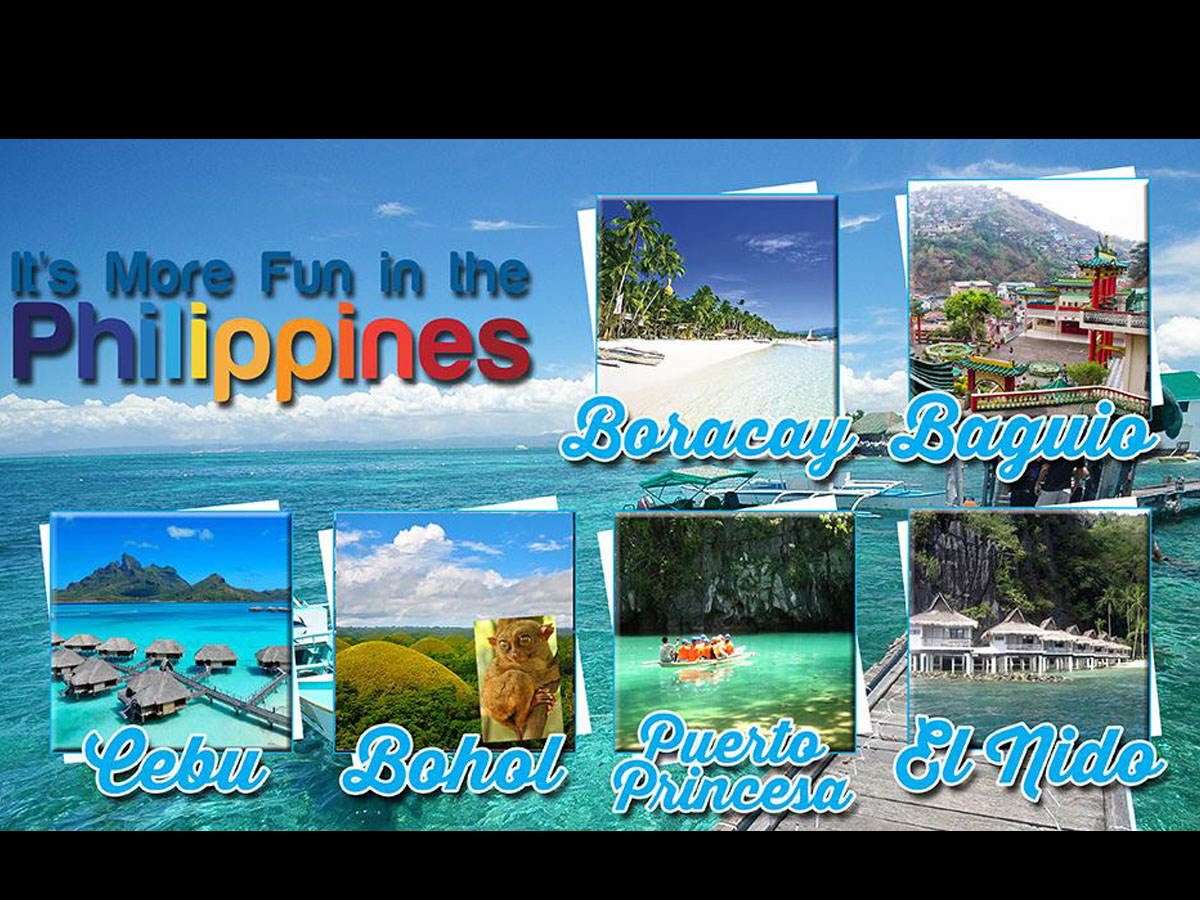 It's More Fun in the
Philippines
Boracay
Baguio
Cebu
Bohol
Puerto
Princesa
El Nido